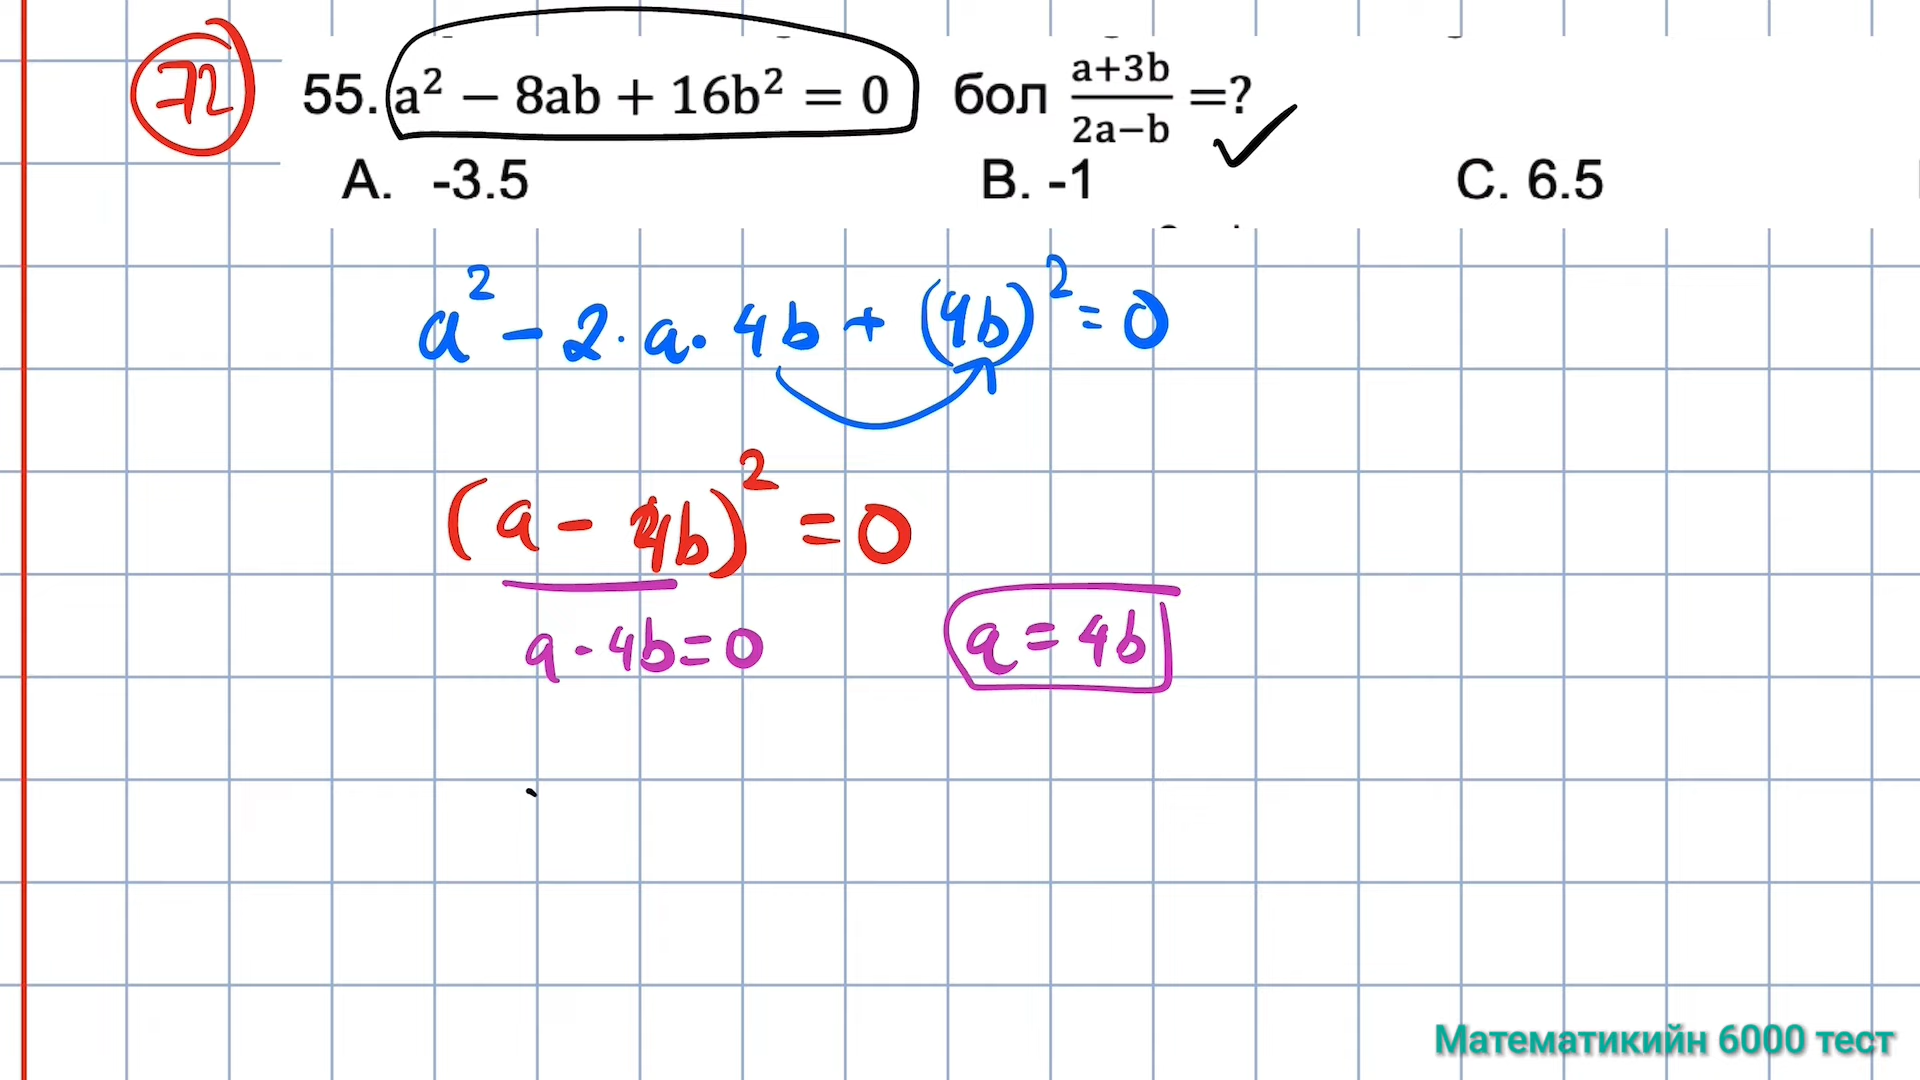 72
55. a² − 8ab + 16b² = 0 бол (a+3b)/(2a−b) =?
A. -3.5 B. -1 C. 6.5
a² - 2 · a · 4b + (4b)² = 0
(a - 4b)² = 0
a - 4b = 0 a = 4b
Математикийн 6000 тест